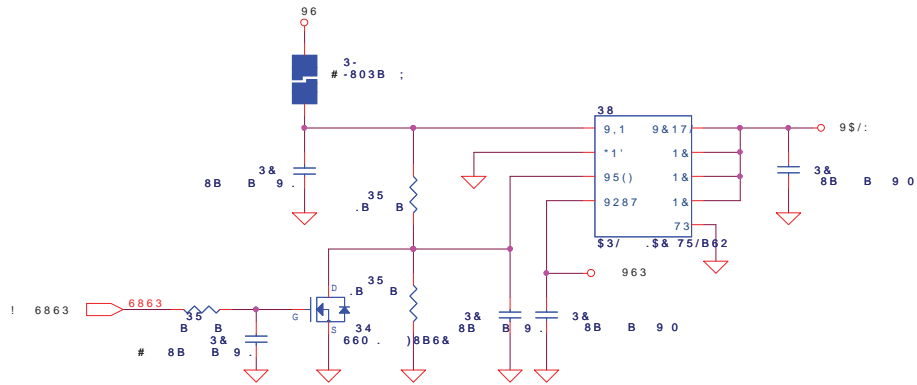 96
3-
# -803B ;
38
9,1 9&17/
*1' 1&
95() 1&
9287 1&
73
$3/ .$& 75/B62
9$/:
3&
8B B 9 0
3&
8B B 9 .
35
.B B
35
.B B
963
D
G
S
! 6863
6863
35
B B
3&
# 8B B 9 .
34
660 . )8B6&
3&
8B B 9 .
3&
8B B 9 0